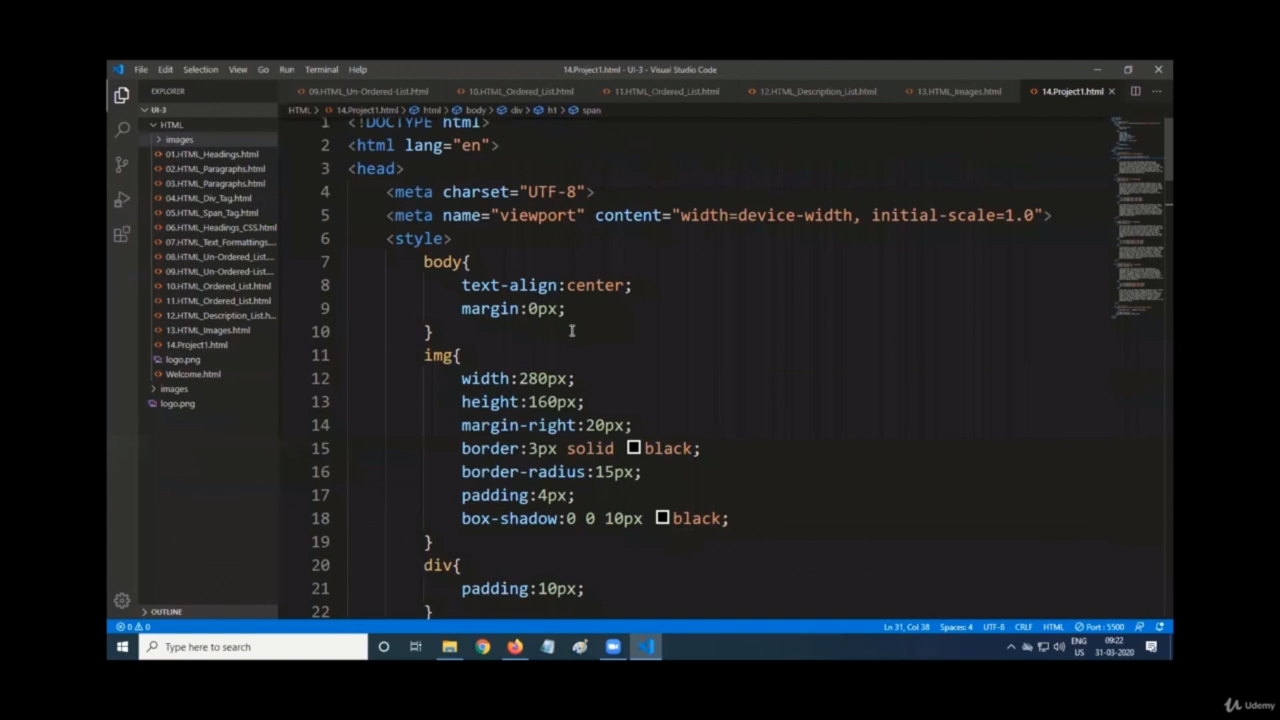 File Edit Selection View Go Run Terminal Help
14.Project1.html - UI-3 - Visual Studio Code
EXPLORER
09.HTML_Un-Ordered-List.html 10.HTML_Ordered_List.html 11.HTML_Ordered_List.html 12.HTML_Description_List.html 13.HTML_Images.html 14.Project1.html
UI-3
HTML > 14.Project1.html > html > body > div > h1 > span
HTML
images
01.HTML_Headings.html
02.HTML_Paragraphs.html
03.HTML_Paragraphs.html
04.HTML_Div_Tag.html
05.HTML_Span_Tag.html
06.HTML_Headings_CSS.html
07.HTML_Text_Formattings....
08.HTML_Un-Ordered_List....
09.HTML_Un-Ordered-List....
10.HTML_Ordered_List.html
11.HTML_Ordered_List.html
12.HTML_Description_List.h...
13.HTML_Images.html
14.Project1.html
logo.png
Welcome.html
images
logo.png
OUTLINE
1 <!DOCTYPE html>
2 <html lang="en">
3 <head>
4 <meta charset="UTF-8">
5 <meta name="viewport" content="width=device-width, initial-scale=1.0">
6 <style>
7 body{
8 text-align:center;
9 margin:0px;
10 }
11 img{
12 width:280px;
13 height:160px;
14 margin-right:20px;
15 border:3px solid black;
16 border-radius:15px;
17 padding:4px;
18 box-shadow:0 0 10px black;
19 }
20 div{
21 padding:10px;
22 }
0 0 Ln 31, Col 38 Spaces: 4 UTF-8 CRLF HTML Port : 5500
Type here to search
ENG
US
09:22
31-03-2020
Udemy